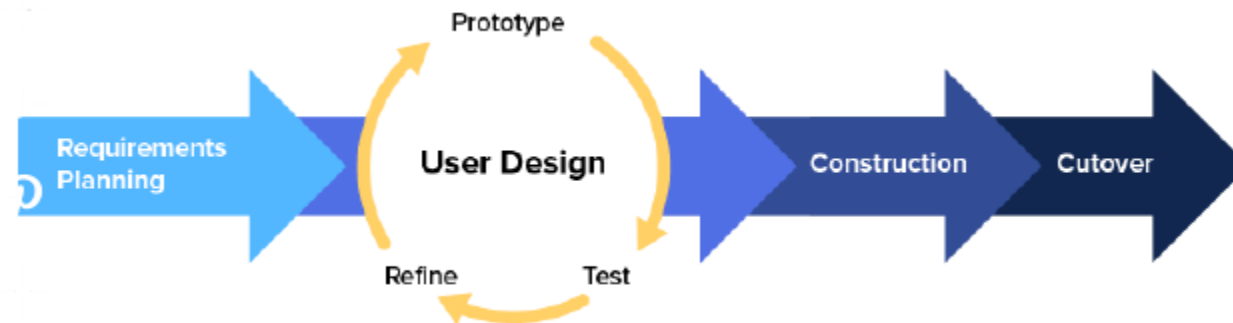 Prototype
Requirements
Planning
User Design
Construction
Cutover
Refine
Test